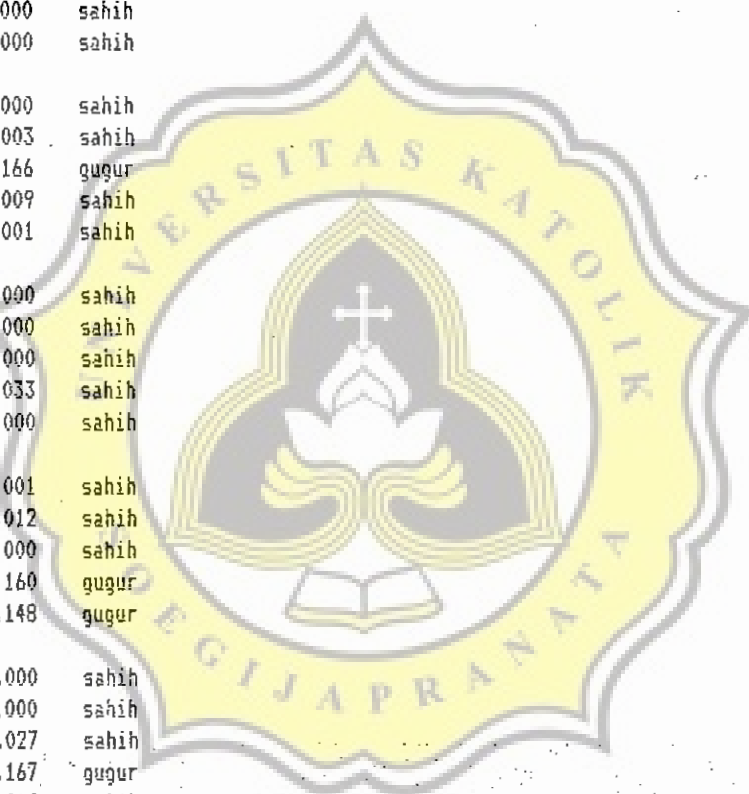 000 sahih
000 sahih
000 sahih
003 sahih
166 gugur
009 sahih
001 sahih
000 sahih
000 sahih
000 sahih
033 sahih
000 sahih
001 sahih
012 sahih
000 sahih
160 gugur
.148 gugur
.000 sahih
.000 sahih
.027 sahih
.167 gugur
UNIVERSITAS KATOLIK
SOEGIJAPRANATA